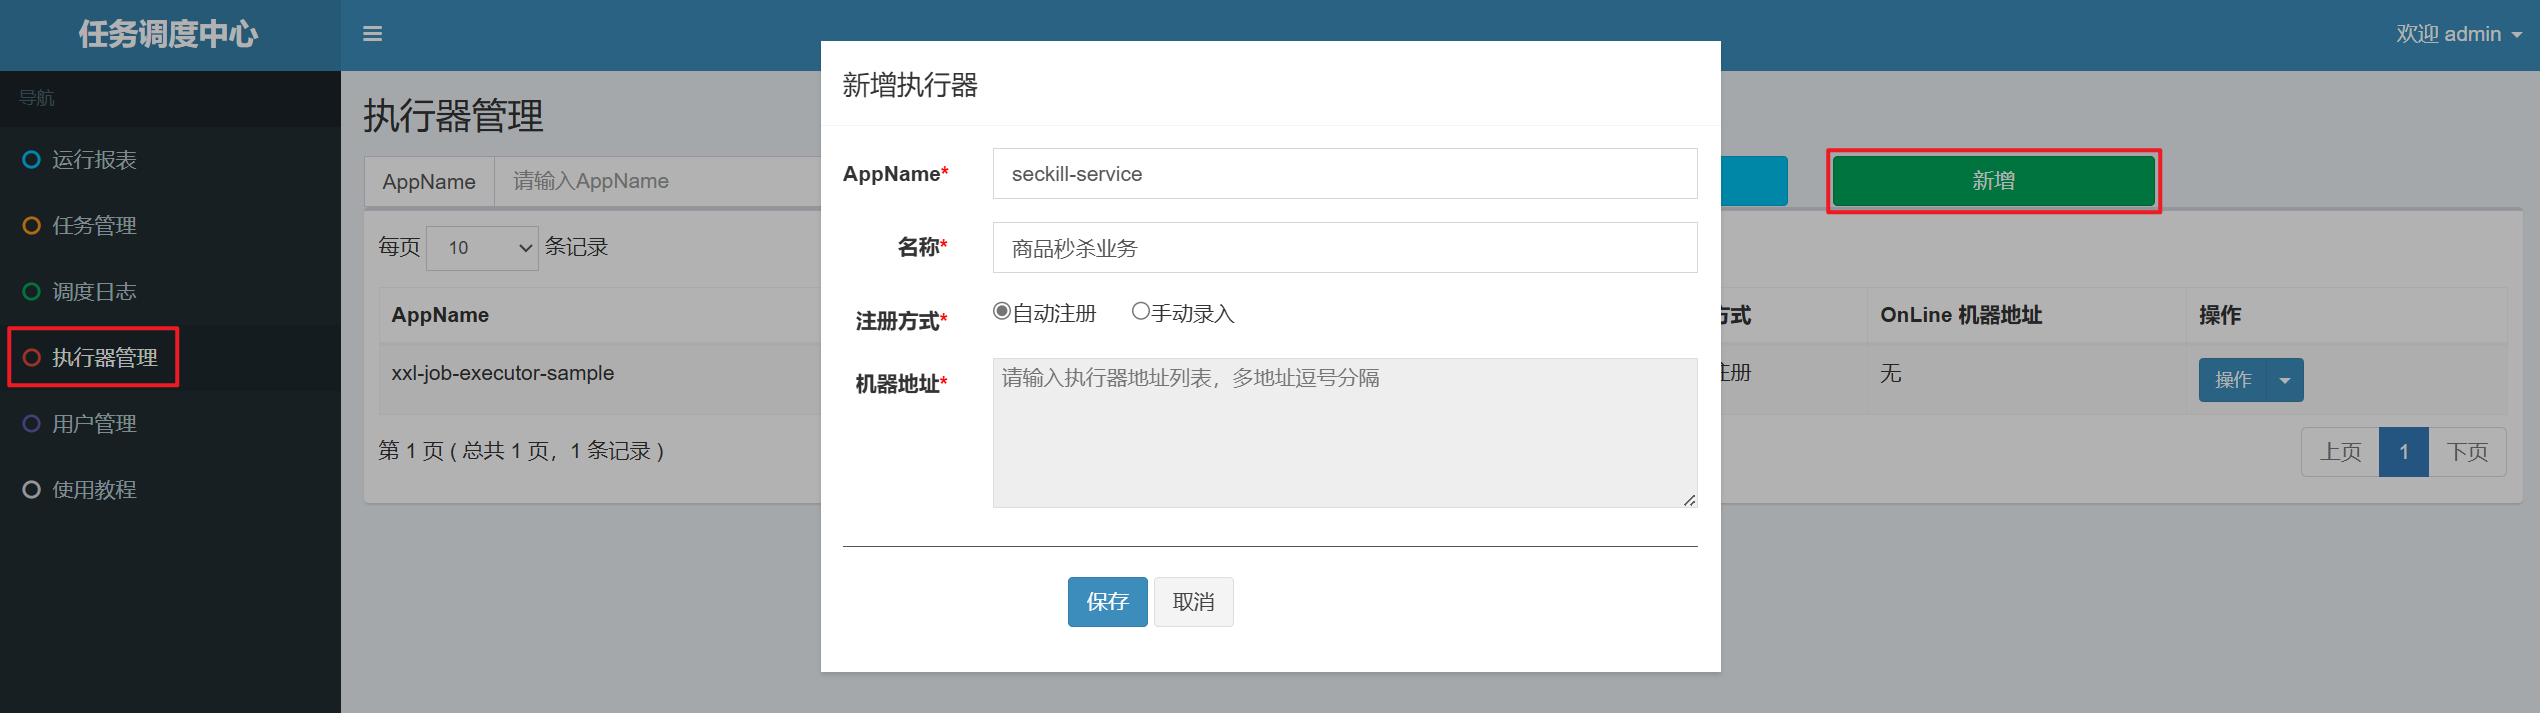 任务调度中心
欢迎 admin
导航
运行报表
任务管理
调度日志
执行器管理
用户管理
使用教程
执行器管理
AppName 请输入AppName
新增
每页 10 条记录
AppName
方式 OnLine 机器地址 操作
xxl-job-executor-sample
注册 无 操作
第 1 页 ( 总共 1 页，1 条记录 )
上页 1 下页
新增执行器
AppName* seckill-service
名称* 商品秒杀业务
注册方式* 自动注册 手动录入
机器地址* 请输入执行器地址列表，多地址逗号分隔
保存 取消